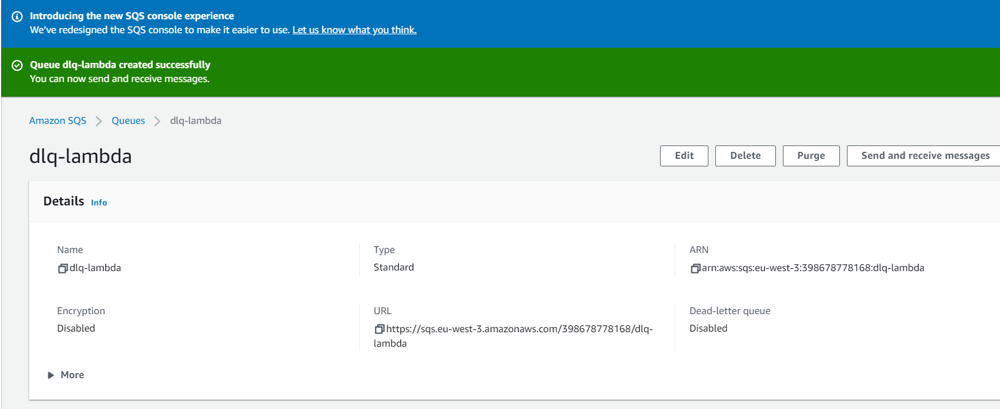 Introducing the new SQS console experience
We've redesigned the SQS console to make it easier to use. Let us know what you think.
Queue dlq-lambda created successfully
You can now send and receive messages.
Amazon SQS > Queues > dlq-lambda
dlq-lambda
Edit
Delete
Purge
Send and receive messages
Details Info
Name
dlq-lambda
Type
Standard
ARN
arn:aws:sqs:eu-west-3:398678778168:dlq-lambda
Encryption
Disabled
URL
https://sqs.eu-west-3.amazonaws.com/398678778168/dlq-
lambda
Dead-letter queue
Disabled
More